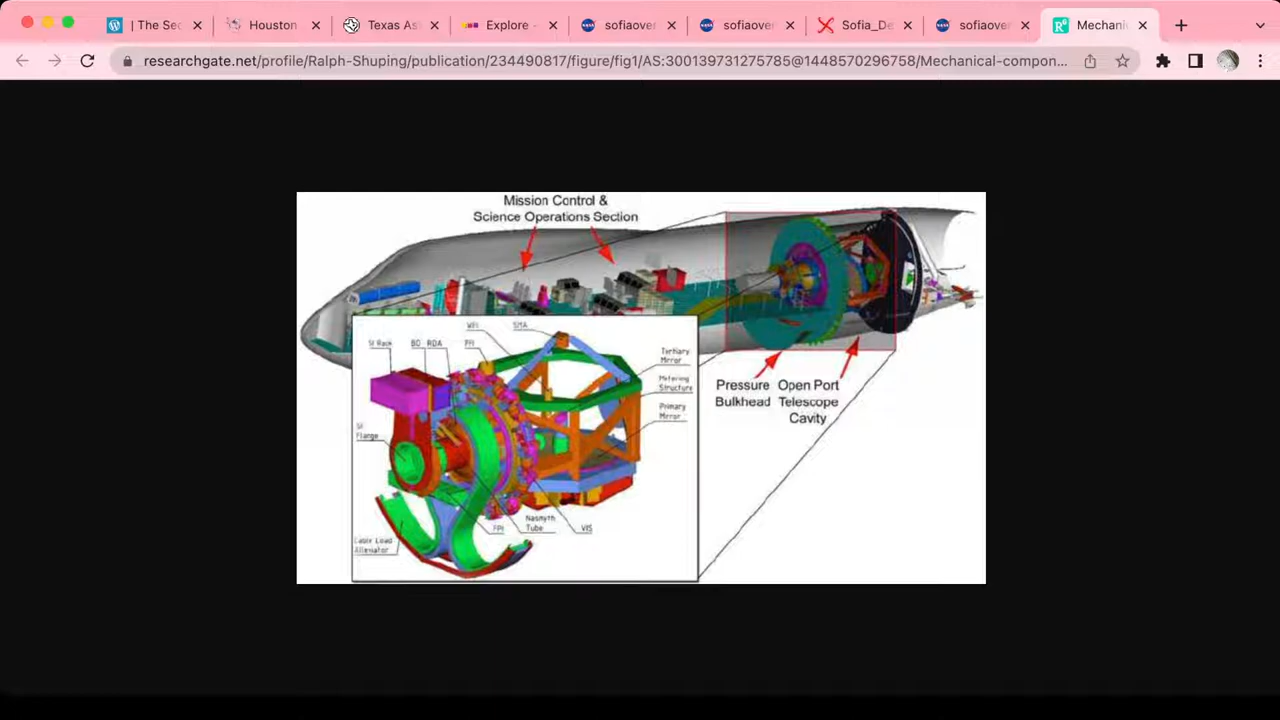 | The Sec
Houston
Texas As
Explore -
sofiaover
sofiaover
Sofia_De
sofiaover
Mechani
researchgate.net/profile/Ralph-Shuping/publication/234490817/figure/fig1/AS:300139731275785@1448570296758/Mechanical-compon...
Mission Control &
Science Operations Section
Pressure
Bulkhead
Open Port
Telescope
Cavity
SI Rack
BO
RDA
WFI
FFI
SMA
Tertiary
Mirror
Metering
Structure
Primary
Mirror
SI
Flange
Cable Load
Alleviator
FPI
Nasmyth
Tube
VIS